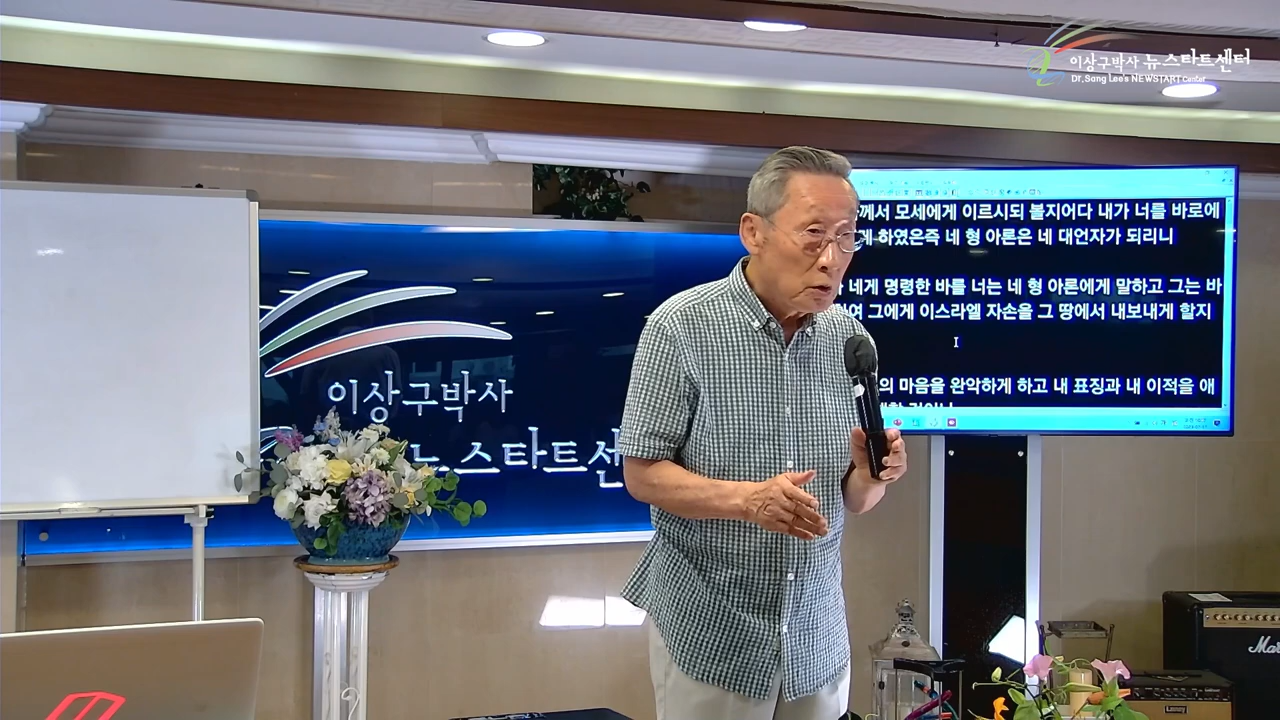 이상구박사 뉴스타트센터
Dr. Sang Lee's NEWSTART Center
께서 모세에게 이르시되 볼지어다 내가 너를 바로에
게 하였은즉 네 형 아론은 네 대언자가 되리니
네게 명령한 바를 너는 네 형 아론에게 말하고 그는 바
여 그에게 이스라엘 자손을 그 땅에서 내보내게 할지
의 마음을 완악하게 하고 내 표징과 내 이적을 애
이상구박사
뉴스타트센
Laney